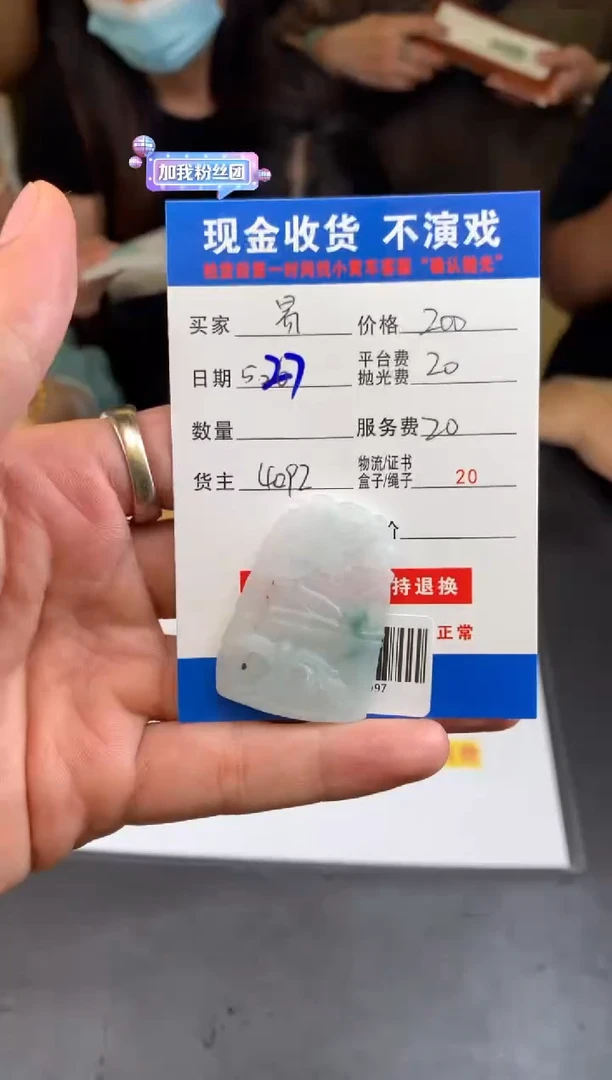 加我粉丝团
现金收货 不演戏
买家 易 价格 200
日期 5.27 平台费 抛光费 20
数量 服务费 20
货主 4092 物流/证书 盒子/绳子 20
持退换
正常